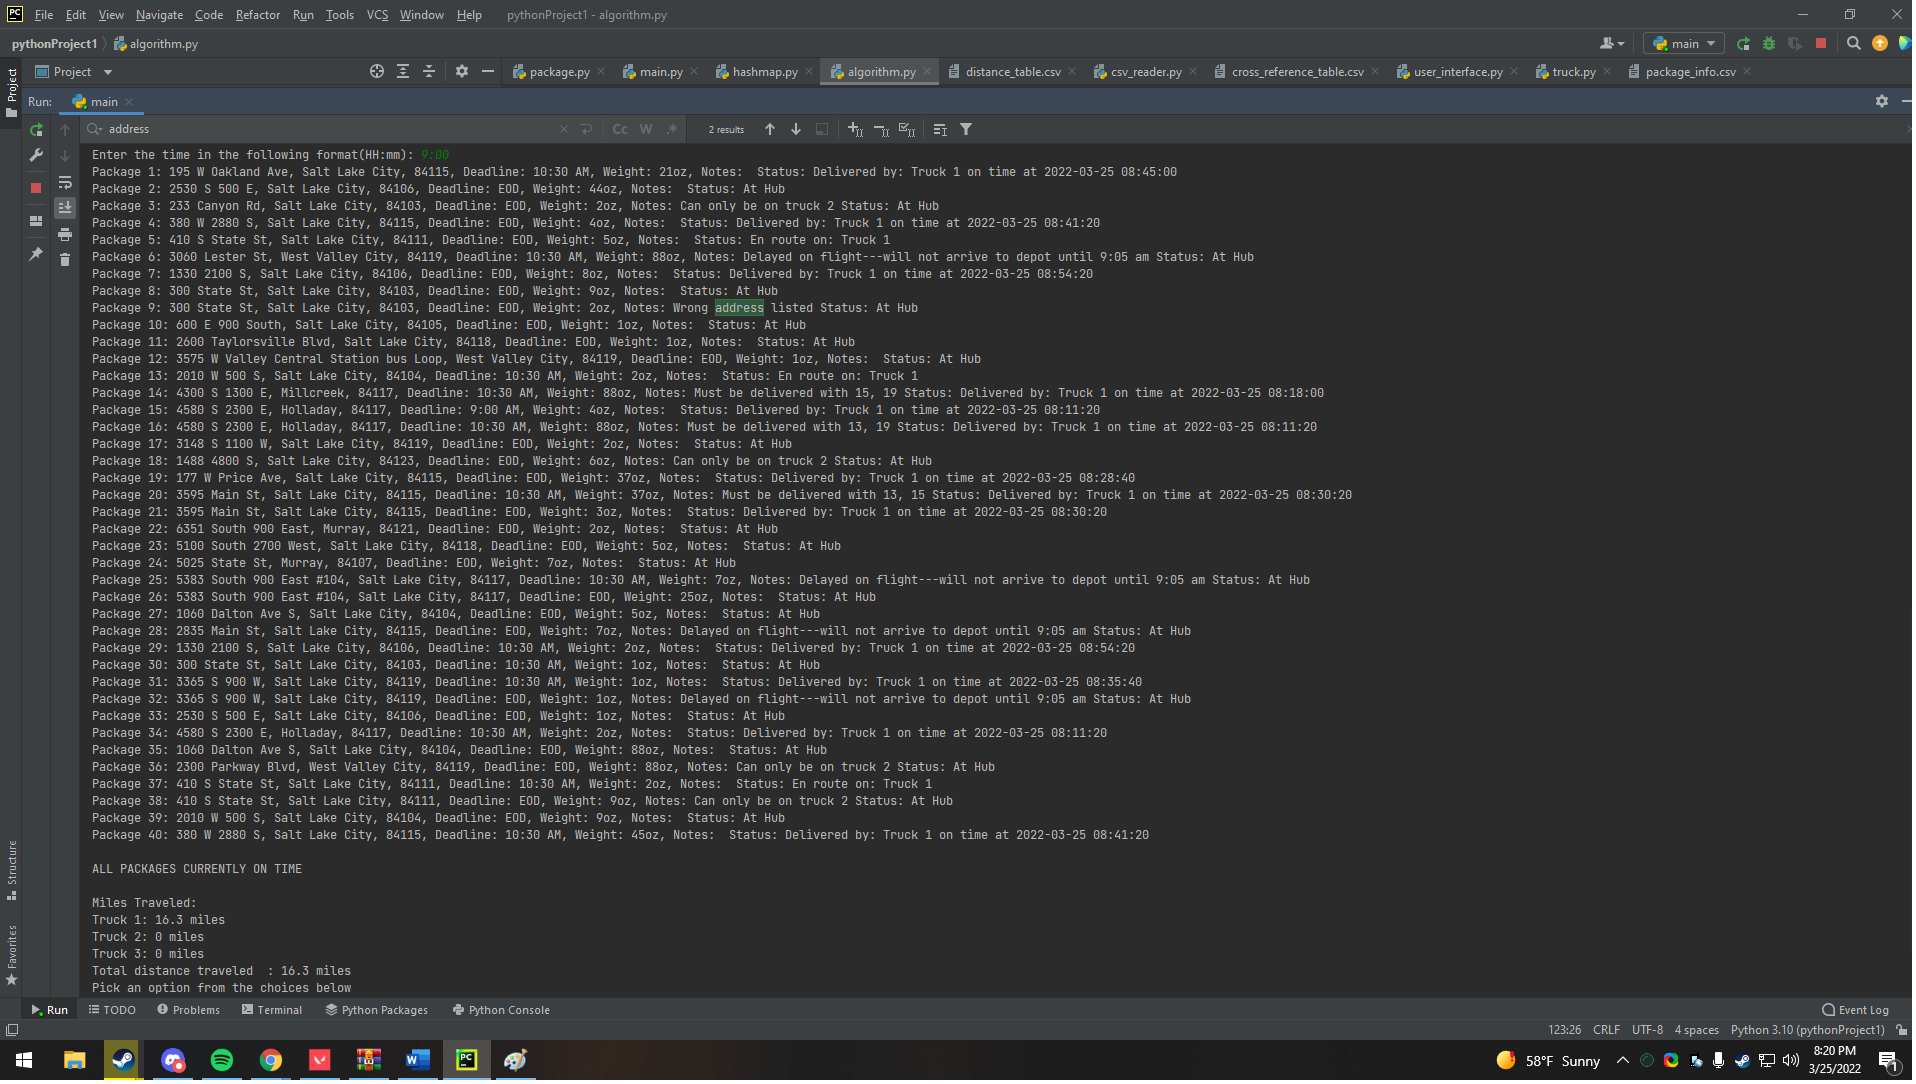 File Edit View Navigate Code Refactor Run Tools VCS Window Help pythonProject1 - algorithm.py
pythonProject1 algorithm.py main
Project package.py main.py hashmap.py algorithm.py distance_table.csv csv_reader.py cross_reference_table.csv user_interface.py truck.py package_info.csv
Project
Run: main
address Cc W .* 2 results
Enter the time in the following format(HH:mm): 9:00
Package 1: 195 W Oakland Ave, Salt Lake City, 84115, Deadline: 10:30 AM, Weight: 21oz, Notes:  Status: Delivered by: Truck 1 on time at 2022-03-25 08:45:00
Package 2: 2530 S 500 E, Salt Lake City, 84106, Deadline: EOD, Weight: 44oz, Notes:  Status: At Hub
Package 3: 233 Canyon Rd, Salt Lake City, 84103, Deadline: EOD, Weight: 2oz, Notes: Can only be on truck 2 Status: At Hub
Package 4: 380 W 2880 S, Salt Lake City, 84115, Deadline: EOD, Weight: 4oz, Notes:  Status: Delivered by: Truck 1 on time at 2022-03-25 08:41:20
Package 5: 410 S State St, Salt Lake City, 84111, Deadline: EOD, Weight: 5oz, Notes:  Status: En route on: Truck 1
Package 6: 3060 Lester St, West Valley City, 84119, Deadline: 10:30 AM, Weight: 88oz, Notes: Delayed on flight---will not arrive to depot until 9:05 am Status: At Hub
Package 7: 1330 2100 S, Salt Lake City, 84106, Deadline: EOD, Weight: 8oz, Notes:  Status: Delivered by: Truck 1 on time at 2022-03-25 08:54:20
Package 8: 300 State St, Salt Lake City, 84103, Deadline: EOD, Weight: 9oz, Notes:  Status: At Hub
Package 9: 300 State St, Salt Lake City, 84103, Deadline: EOD, Weight: 2oz, Notes: Wrong address listed Status: At Hub
Package 10: 600 E 900 South, Salt Lake City, 84105, Deadline: EOD, Weight: 1oz, Notes:  Status: At Hub
Package 11: 2600 Taylorsville Blvd, Salt Lake City, 84118, Deadline: EOD, Weight: 1oz, Notes:  Status: At Hub
Package 12: 3575 W Valley Central Station bus Loop, West Valley City, 84119, Deadline: EOD, Weight: 1oz, Notes:  Status: At Hub
Package 13: 2010 W 500 S, Salt Lake City, 84104, Deadline: 10:30 AM, Weight: 2oz, Notes:  Status: En route on: Truck 1
Package 14: 4300 S 1300 E, Millcreek, 84117, Deadline: 10:30 AM, Weight: 88oz, Notes: Must be delivered with 15, 19 Status: Delivered by: Truck 1 on time at 2022-03-25 08:18:00
Package 15: 4580 S 2300 E, Holladay, 84117, Deadline: 9:00 AM, Weight: 4oz, Notes:  Status: Delivered by: Truck 1 on time at 2022-03-25 08:11:20
Package 16: 4580 S 2300 E, Holladay, 84117, Deadline: 10:30 AM, Weight: 88oz, Notes: Must be delivered with 13, 19 Status: Delivered by: Truck 1 on time at 2022-03-25 08:11:20
Package 17: 3148 S 1100 W, Salt Lake City, 84119, Deadline: EOD, Weight: 2oz, Notes:  Status: At Hub
Package 18: 1488 4800 S, Salt Lake City, 84123, Deadline: EOD, Weight: 6oz, Notes: Can only be on truck 2 Status: At Hub
Package 19: 177 W Price Ave, Salt Lake City, 84115, Deadline: EOD, Weight: 37oz, Notes:  Status: Delivered by: Truck 1 on time at 2022-03-25 08:28:40
Package 20: 3595 Main St, Salt Lake City, 84115, Deadline: 10:30 AM, Weight: 37oz, Notes: Must be delivered with 13, 15 Status: Delivered by: Truck 1 on time at 2022-03-25 08:30:20
Package 21: 3595 Main St, Salt Lake City, 84115, Deadline: EOD, Weight: 3oz, Notes:  Status: Delivered by: Truck 1 on time at 2022-03-25 08:30:20
Package 22: 6351 South 900 East, Murray, 84121, Deadline: EOD, Weight: 2oz, Notes:  Status: At Hub
Package 23: 5100 South 2700 West, Salt Lake City, 84118, Deadline: EOD, Weight: 5oz, Notes:  Status: At Hub
Package 24: 5025 State St, Murray, 84107, Deadline: EOD, Weight: 7oz, Notes:  Status: At Hub
Package 25: 5383 South 900 East #104, Salt Lake City, 84117, Deadline: 10:30 AM, Weight: 7oz, Notes: Delayed on flight---will not arrive to depot until 9:05 am Status: At Hub
Package 26: 5383 South 900 East #104, Salt Lake City, 84117, Deadline: EOD, Weight: 25oz, Notes:  Status: At Hub
Package 27: 1060 Dalton Ave S, Salt Lake City, 84104, Deadline: EOD, Weight: 5oz, Notes:  Status: At Hub
Package 28: 2835 Main St, Salt Lake City, 84115, Deadline: EOD, Weight: 7oz, Notes: Delayed on flight---will not arrive to depot until 9:05 am Status: At Hub
Package 29: 1330 2100 S, Salt Lake City, 84106, Deadline: 10:30 AM, Weight: 2oz, Notes:  Status: Delivered by: Truck 1 on time at 2022-03-25 08:54:20
Package 30: 300 State St, Salt Lake City, 84103, Deadline: 10:30 AM, Weight: 1oz, Notes:  Status: At Hub
Package 31: 3365 S 900 W, Salt Lake City, 84119, Deadline: 10:30 AM, Weight: 1oz, Notes:  Status: Delivered by: Truck 1 on time at 2022-03-25 08:35:40
Package 32: 3365 S 900 W, Salt Lake City, 84119, Deadline: EOD, Weight: 1oz, Notes: Delayed on flight---will not arrive to depot until 9:05 am Status: At Hub
Package 33: 2530 S 500 E, Salt Lake City, 84106, Deadline: EOD, Weight: 1oz, Notes:  Status: At Hub
Package 34: 4580 S 2300 E, Holladay, 84117, Deadline: 10:30 AM, Weight: 2oz, Notes:  Status: Delivered by: Truck 1 on time at 2022-03-25 08:11:20
Package 35: 1060 Dalton Ave S, Salt Lake City, 84104, Deadline: EOD, Weight: 88oz, Notes:  Status: At Hub
Package 36: 2300 Parkway Blvd, West Valley City, 84119, Deadline: EOD, Weight: 88oz, Notes: Can only be on truck 2 Status: At Hub
Package 37: 410 S State St, Salt Lake City, 84111, Deadline: 10:30 AM, Weight: 2oz, Notes:  Status: En route on: Truck 1
Package 38: 410 S State St, Salt Lake City, 84111, Deadline: EOD, Weight: 9oz, Notes: Can only be on truck 2 Status: At Hub
Package 39: 2010 W 500 S, Salt Lake City, 84104, Deadline: EOD, Weight: 9oz, Notes:  Status: At Hub
Package 40: 380 W 2880 S, Salt Lake City, 84115, Deadline: 10:30 AM, Weight: 45oz, Notes:  Status: Delivered by: Truck 1 on time at 2022-03-25 08:41:20
ALL PACKAGES CURRENTLY ON TIME
Miles Traveled:
Truck 1: 16.3 miles
Truck 2: 0 miles
Truck 3: 0 miles
Total distance traveled  : 16.3 miles
Pick an option from the choices below
Structure
Favorites
Run TODO Problems Terminal Python Packages Python Console Event Log
123:26 CRLF UTF-8 4 spaces Python 3.10 (pythonProject1)
58°F Sunny 8:20 PM
3/25/2022 1